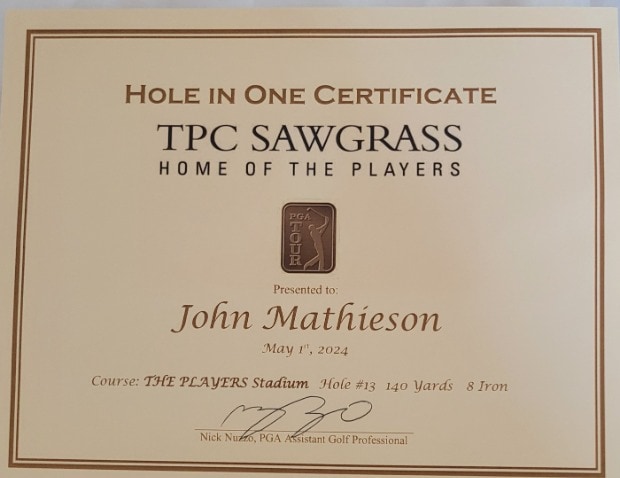 HOLE IN ONE CERTIFICATE
TPC SAWGRASS
HOME OF THE PLAYERS
PGA
TOUR
Presented to:
John Mathieson
May 1st, 2024
Course: THE PLAYERS Stadium Hole #13 140 Yards 8 Iron
Nick Nuzzo, PGA Assistant Golf Professional